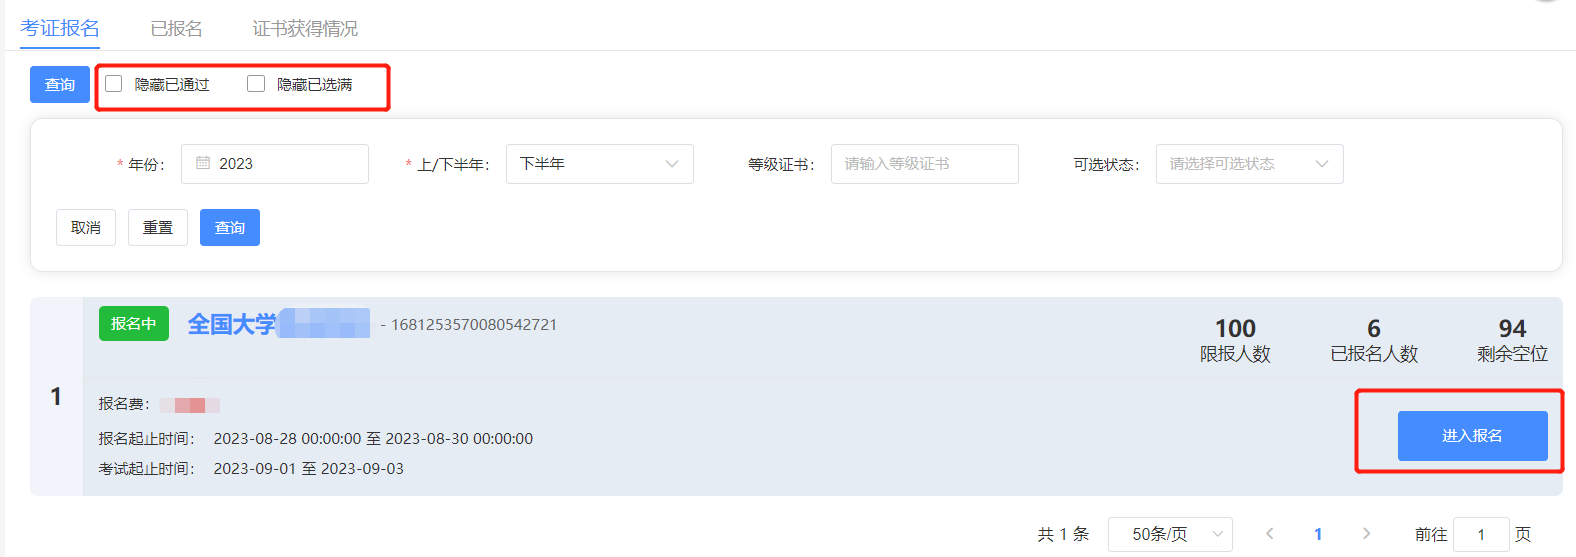 考证报名 已报名 证书获得情况
查询 隐藏已通过 隐藏已选满
* 年份： 2023 * 上/下半年： 下半年 等级证书： 请输入等级证书 可选状态： 请选择可选状态
取消 重置 查询
报名中 全国大学 - 1681253570080542721
100 6 94
限报人数 已报名人数 剩余空位
1
报名费：
报名起止时间： 2023-08-28 00:00:00 至 2023-08-30 00:00:00
考试起止时间： 2023-09-01 至 2023-09-03
进入报名
共 1 条 50条/页 1 前往 1 页